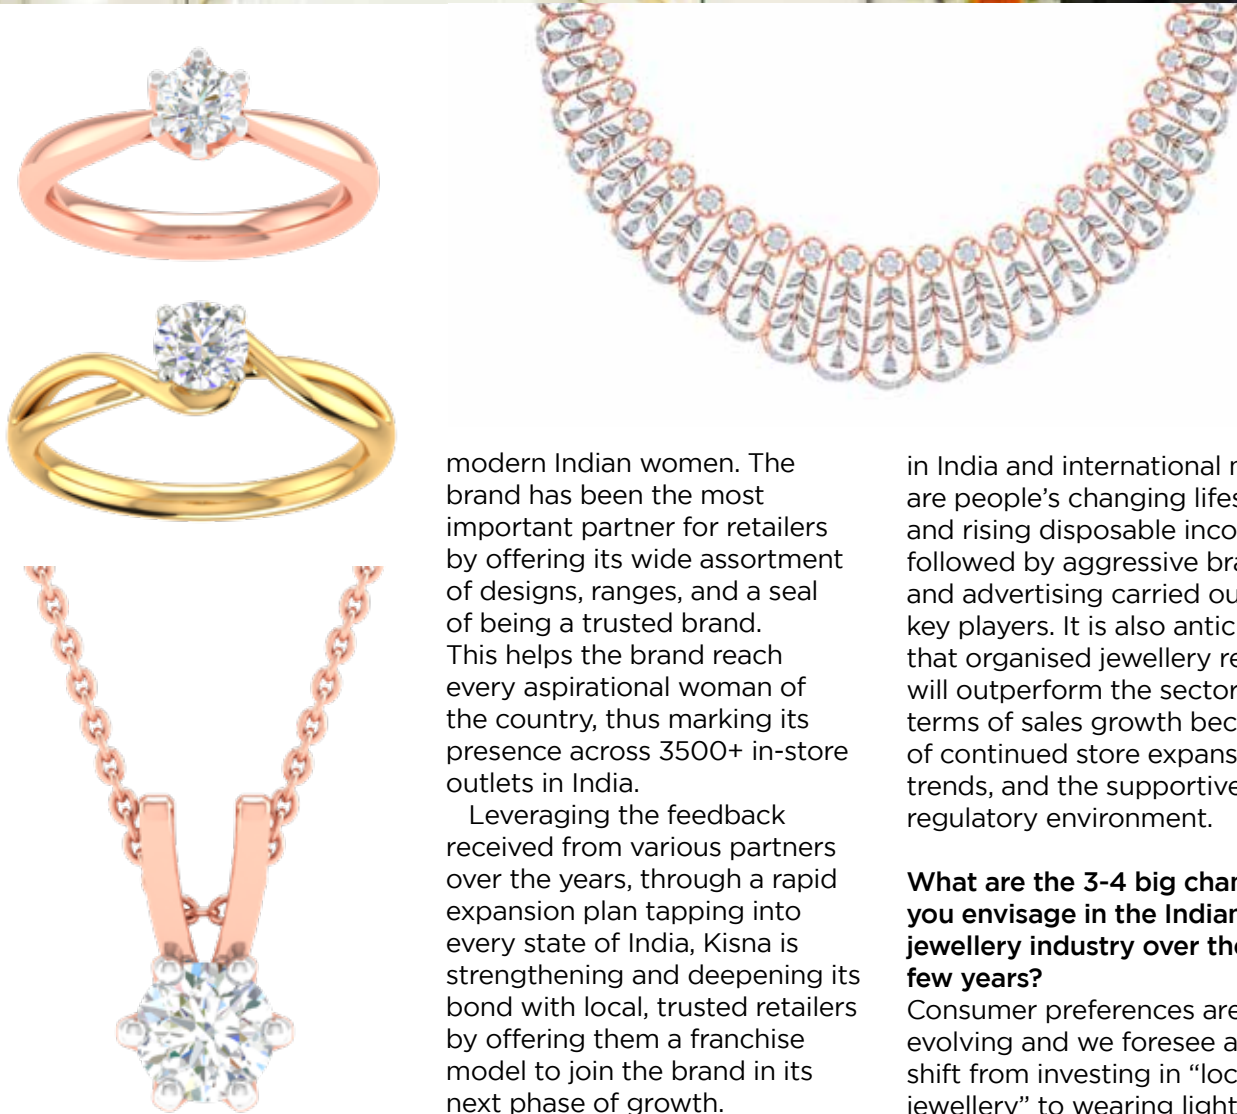 modern Indian women. The
brand has been the most
important partner for retailers
by offering its wide assortment
of designs, ranges, and a seal
of being a trusted brand.
This helps the brand reach
every aspirational woman of
the country, thus marking its
presence across 3500+ in-store
outlets in India.
Leveraging the feedback
received from various partners
over the years, through a rapid
expansion plan tapping into
every state of India, Kisna is
strengthening and deepening its
bond with local, trusted retailers
by offering them a franchise
model to join the brand in its
next phase of growth.
in India and international
are people’s changing
and rising disposable
followed by aggressive
and advertising carried
key players. It is also
that organised jewellery
will outperform the sector
terms of sales growth
of continued store
trends, and the supportive
regulatory environment.
What are the 3-4 big
you envisage in the Indian
jewellery industry over
few years?
Consumer preferences are
evolving and we foresee a
shift from investing in
jewellery” to wearing light